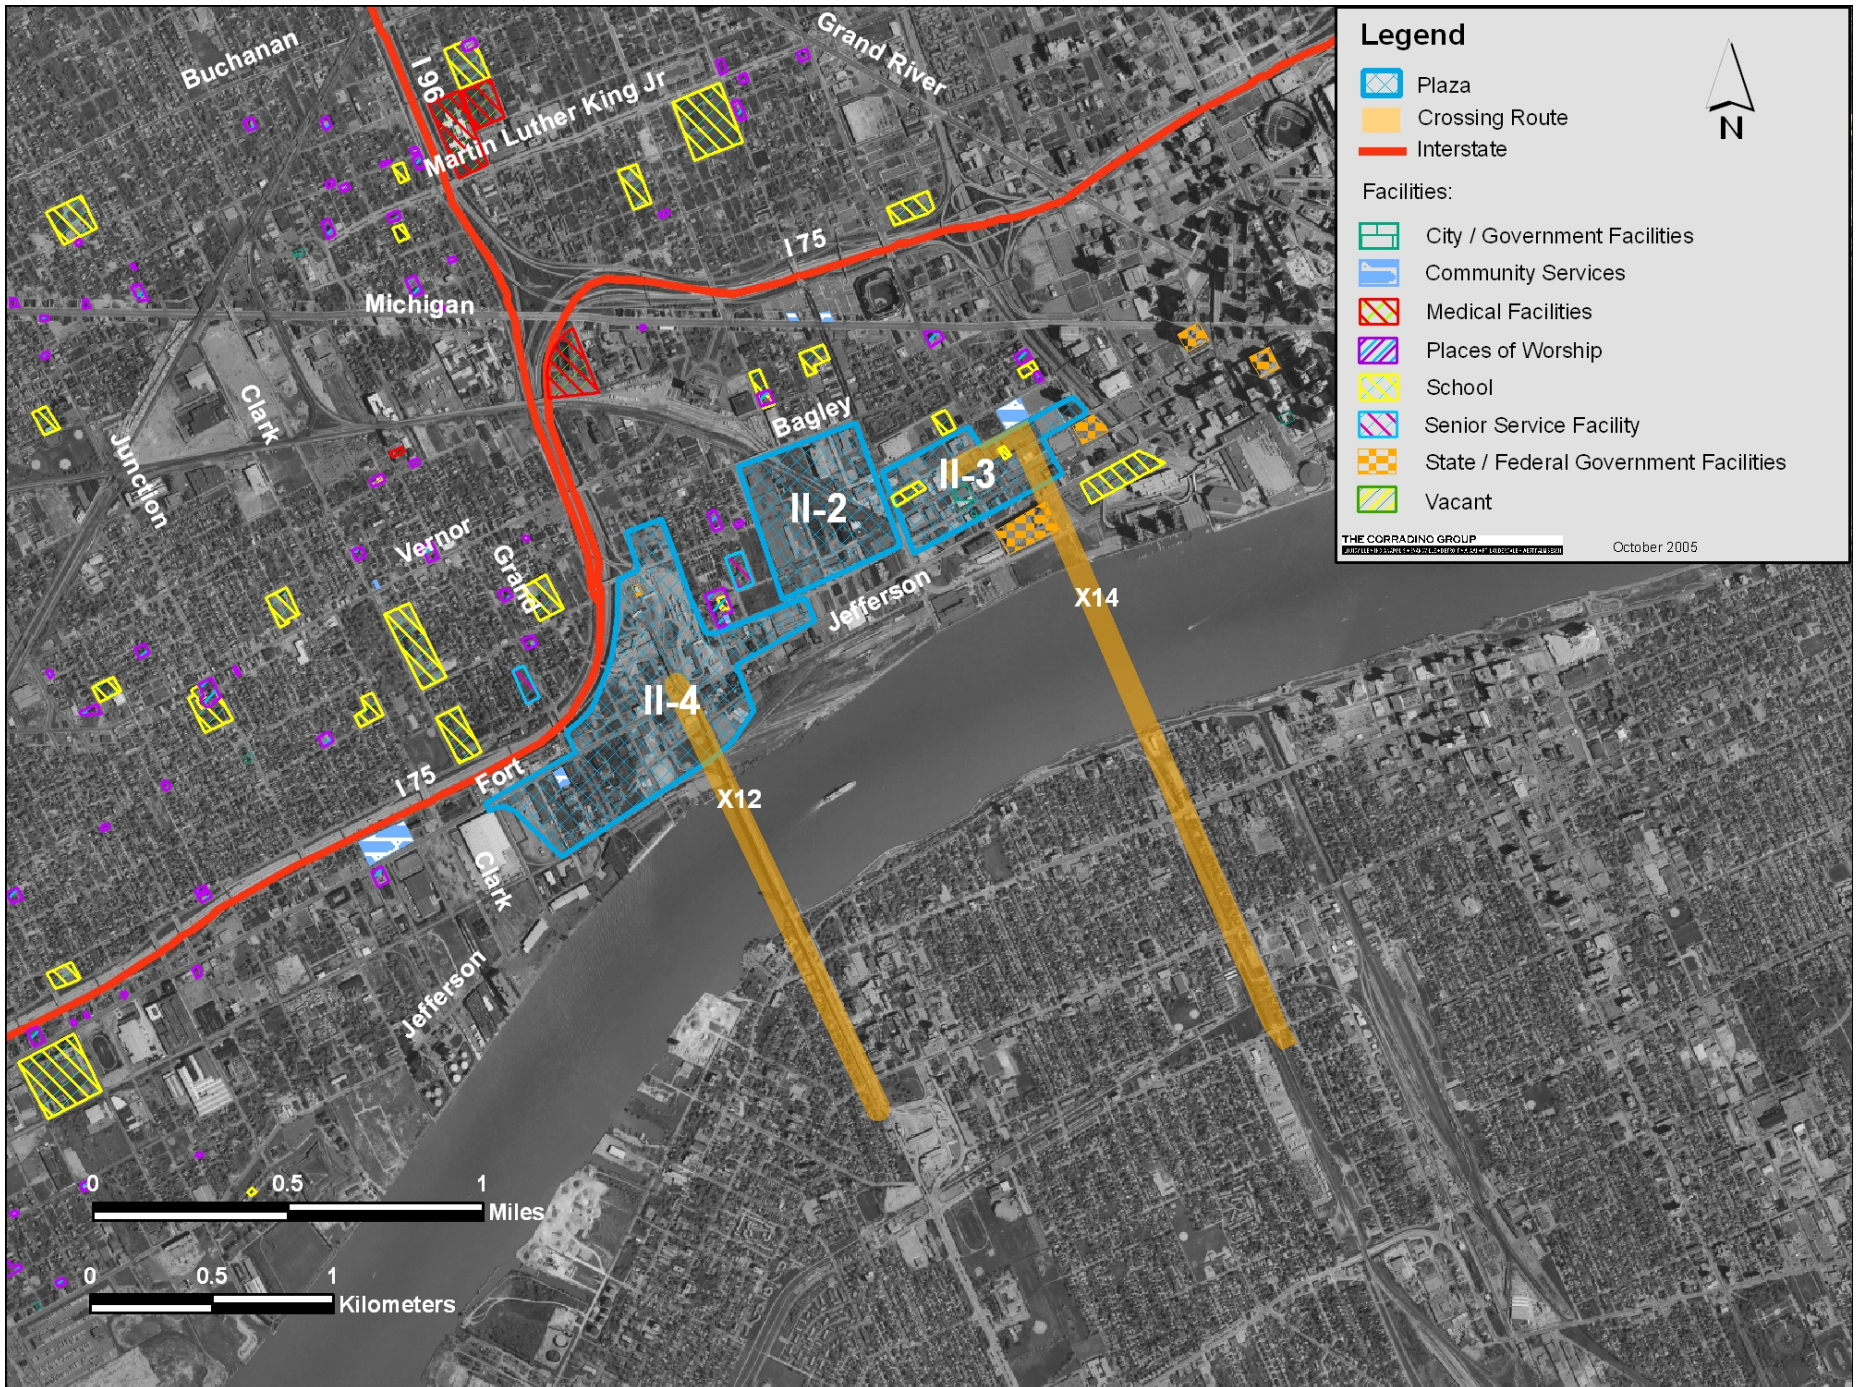 Legend
Plaza
Crossing Route
Interstate
Facilities:
City / Government Facilities
Community Services
Medical Facilities
Places of Worship
School
Senior Service Facility
State / Federal Government Facilities
Vacant
N
THE CORRADINO GROUP
October 2005
Buchanan
I 96
Grand River
Martin Luther King Jr
I 75
Michigan
Clark
Junction
Bagley
II-2
II-3
Vernor
Grand
Jefferson
X14
II-4
X12
I 75
Fort
Clark
Jefferson
0 0.5 1
Miles
0 0.5 1
Kilometers